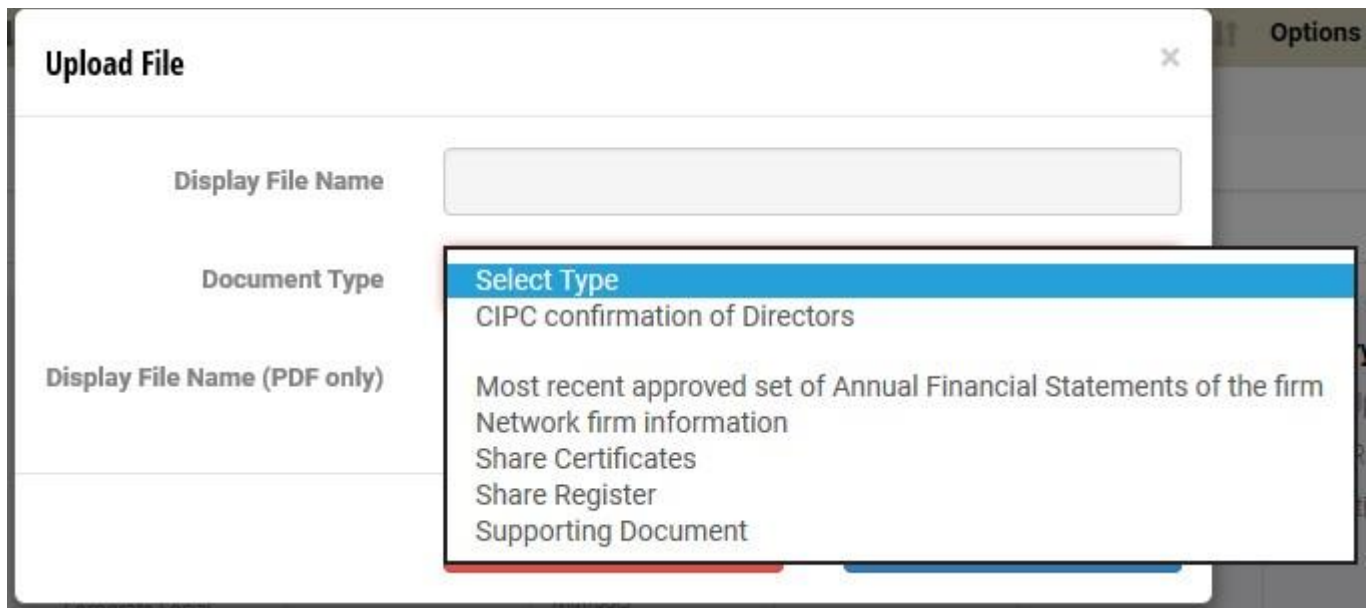 Options
Upload File
×
Display File Name
Document Type
Select Type
CIPC confirmation of Directors
Display File Name (PDF only)
Most recent approved set of Annual Financial Statements of the firm
Network firm information
Share Certificates
Share Register
Supporting Document